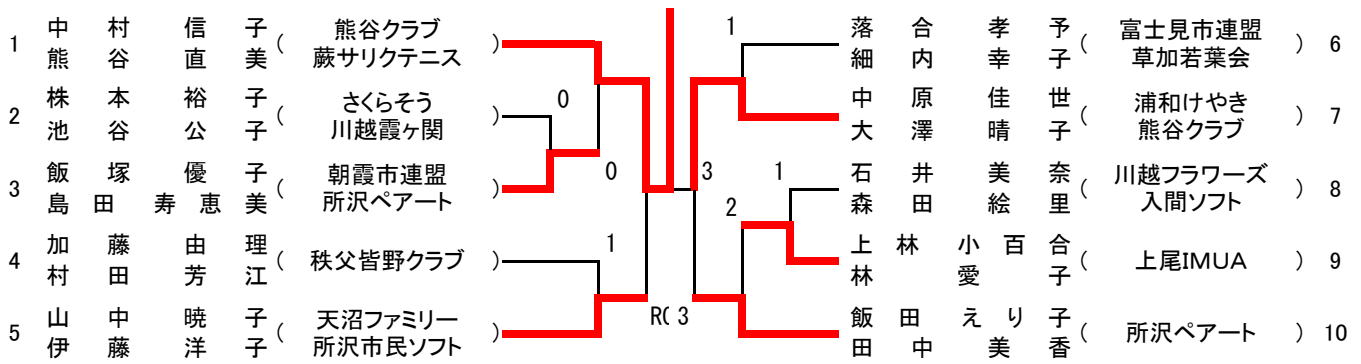 1 中村信子 ( 熊谷クラブ )
熊谷直美 蕨サリクテニス
2 株本裕子 ( さくらそう )
池谷公子 川越霞ヶ関
3 飯塚優子 ( 朝霞市連盟 )
島田寿恵美 所沢ペアート
4 加藤由理 ( 秩父皆野クラブ )
村田芳江
5 山中暁子 ( 天沼ファミリー )
伊藤洋子 所沢市民ソフト
0
0
1
R( 3
1
3
1
2
落合孝予 ( 富士見市連盟 ) 6
細内幸子 草加若葉会
中原佳世 ( 浦和けやき ) 7
大澤晴子 熊谷クラブ
石井美奈 ( 川越フラワーズ ) 8
森田絵里 入間ソフト
上林小百合 ( 上尾IMUA ) 9
林愛子
飯田えり子 ( 所沢ペアート ) 10
田中美香